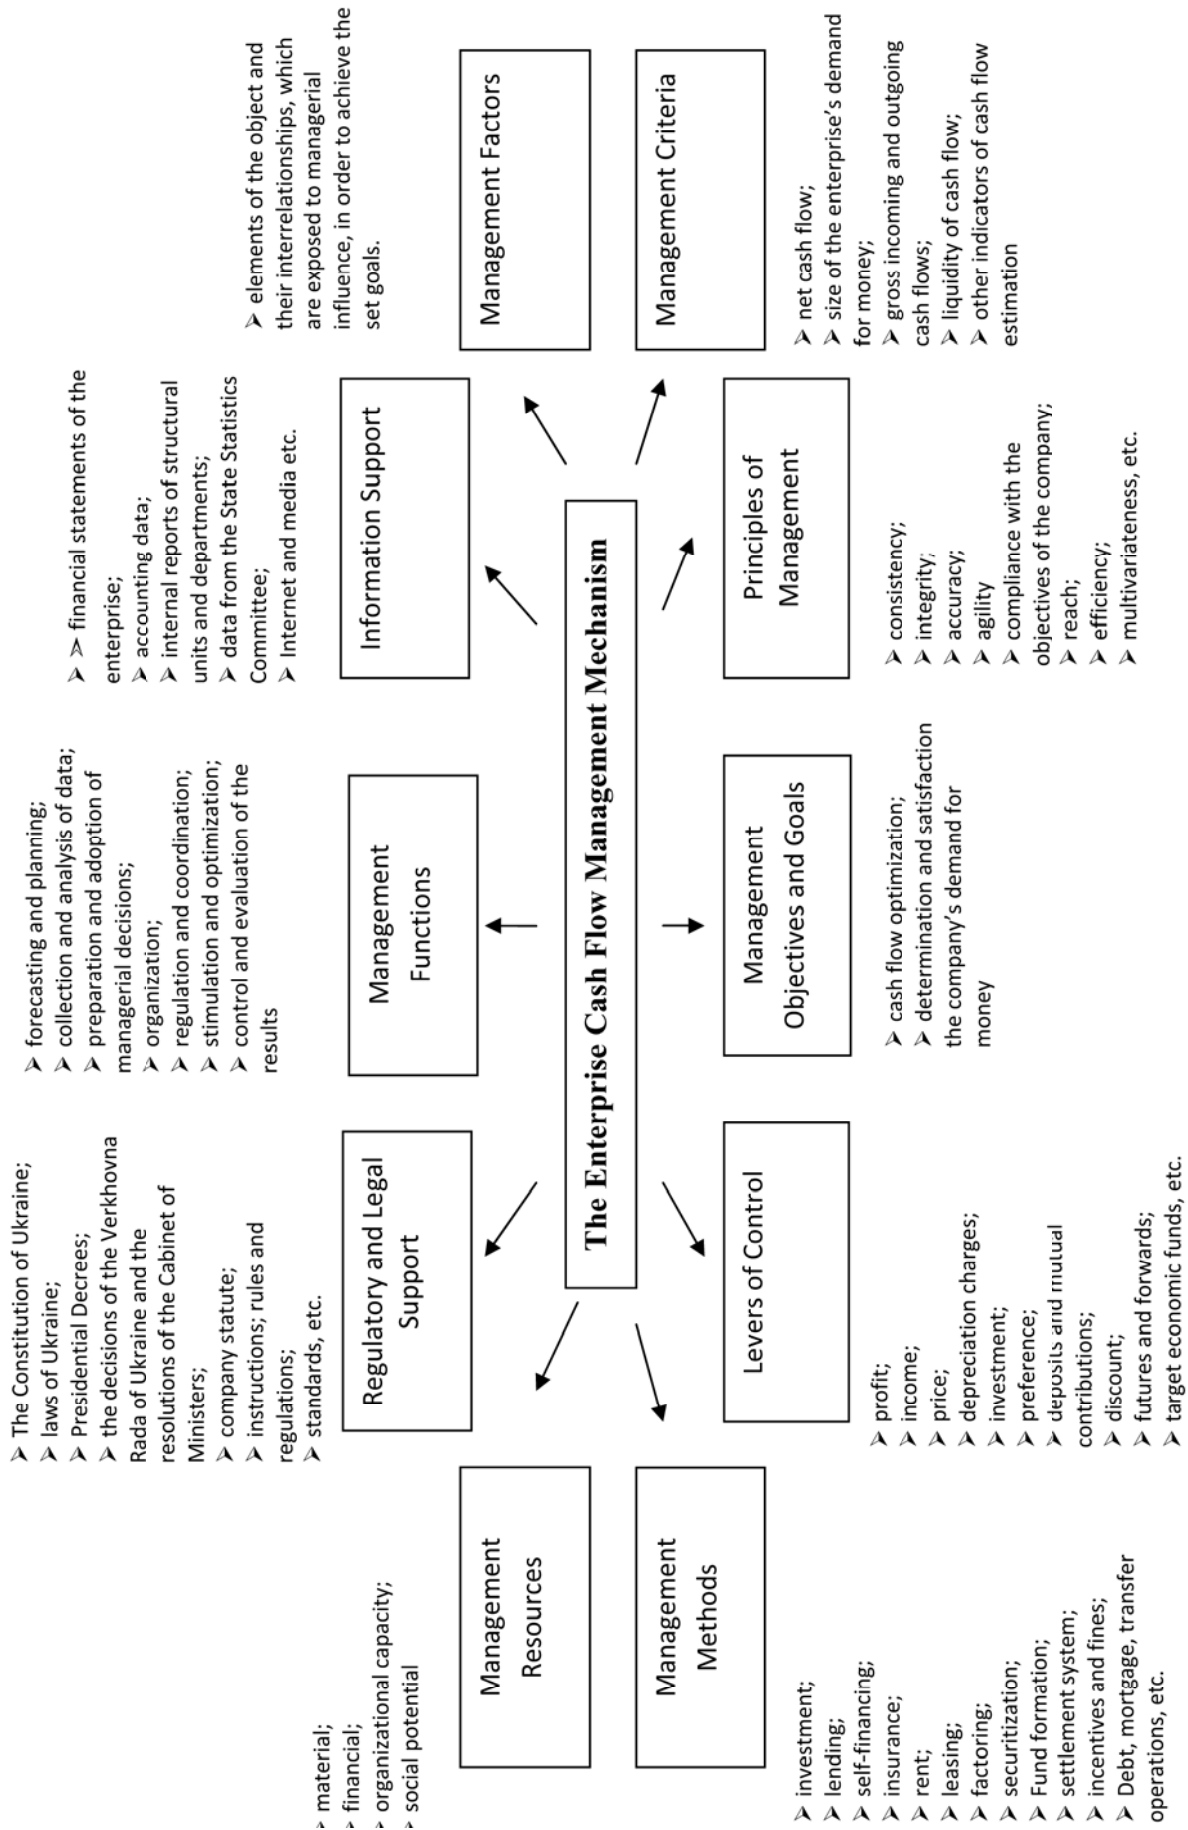 ➤ material;
➤ financial;
➤ organizational capacity;
➤ social potential
Management
Resources
➤ The Constitution of Ukraine;
➤ laws of Ukraine;
➤ Presidential Decrees;
➤ the decisions of the Verkhovna
Rada of Ukraine and the
resolutions of the Cabinet of
Ministers;
➤ company statute;
➤ instructions; rules and
regulations;
➤ standards, etc.
Regulatory and Legal
Support
➤ forecasting and planning;
➤ collection and analysis of data;
➤ preparation and adoption of
managerial decisions;
➤ organization;
➤ regulation and coordination;
➤ stimulation and optimization;
➤ control and evaluation of the
results
Management
Functions
➤ > financial statements of the
enterprise;
➤ accounting data;
➤ internal reports of structural
units and departments;
➤ data from the State Statistics
Committee;
➤ Internet and media etc.
Information Support
➤ elements of the object and
their interrelationships, which
are exposed to managerial
influence, in order to achieve the
set goals.
Management Factors
The Enterprise Cash Flow Management Mechanism
Management
Methods
➤ investment;
➤ lending;
➤ self-financing;
➤ insurance;
➤ rent;
➤ leasing;
➤ factoring;
➤ securitization;
➤ Fund formation;
➤ settlement system;
➤ incentives and fines;
➤ Debt, mortgage, transfer
operations, etc.
Levers of Control
➤ profit;
➤ income;
➤ price;
➤ depreciation charges;
➤ investment;
➤ preference;
➤ deposits and mutual
contributions;
➤ discount;
➤ futures and forwards;
➤ target economic funds, etc.
Management
Objectives and Goals
➤ cash flow optimization;
➤ determination and satisfaction
the company's demand for
money
Principles of
Management
➤ consistency;
➤ integrity;
➤ accuracy;
➤ agility
➤ compliance with the
objectives of the company;
➤ reach;
➤ efficiency;
➤ multivariateness, etc.
Management Criteria
➤ net cash flow;
➤ size of the enterprise's demand
for money;
➤ gross incoming and outgoing
cash flows;
➤ liquidity of cash flow;
➤ other indicators of cash flow
estimation